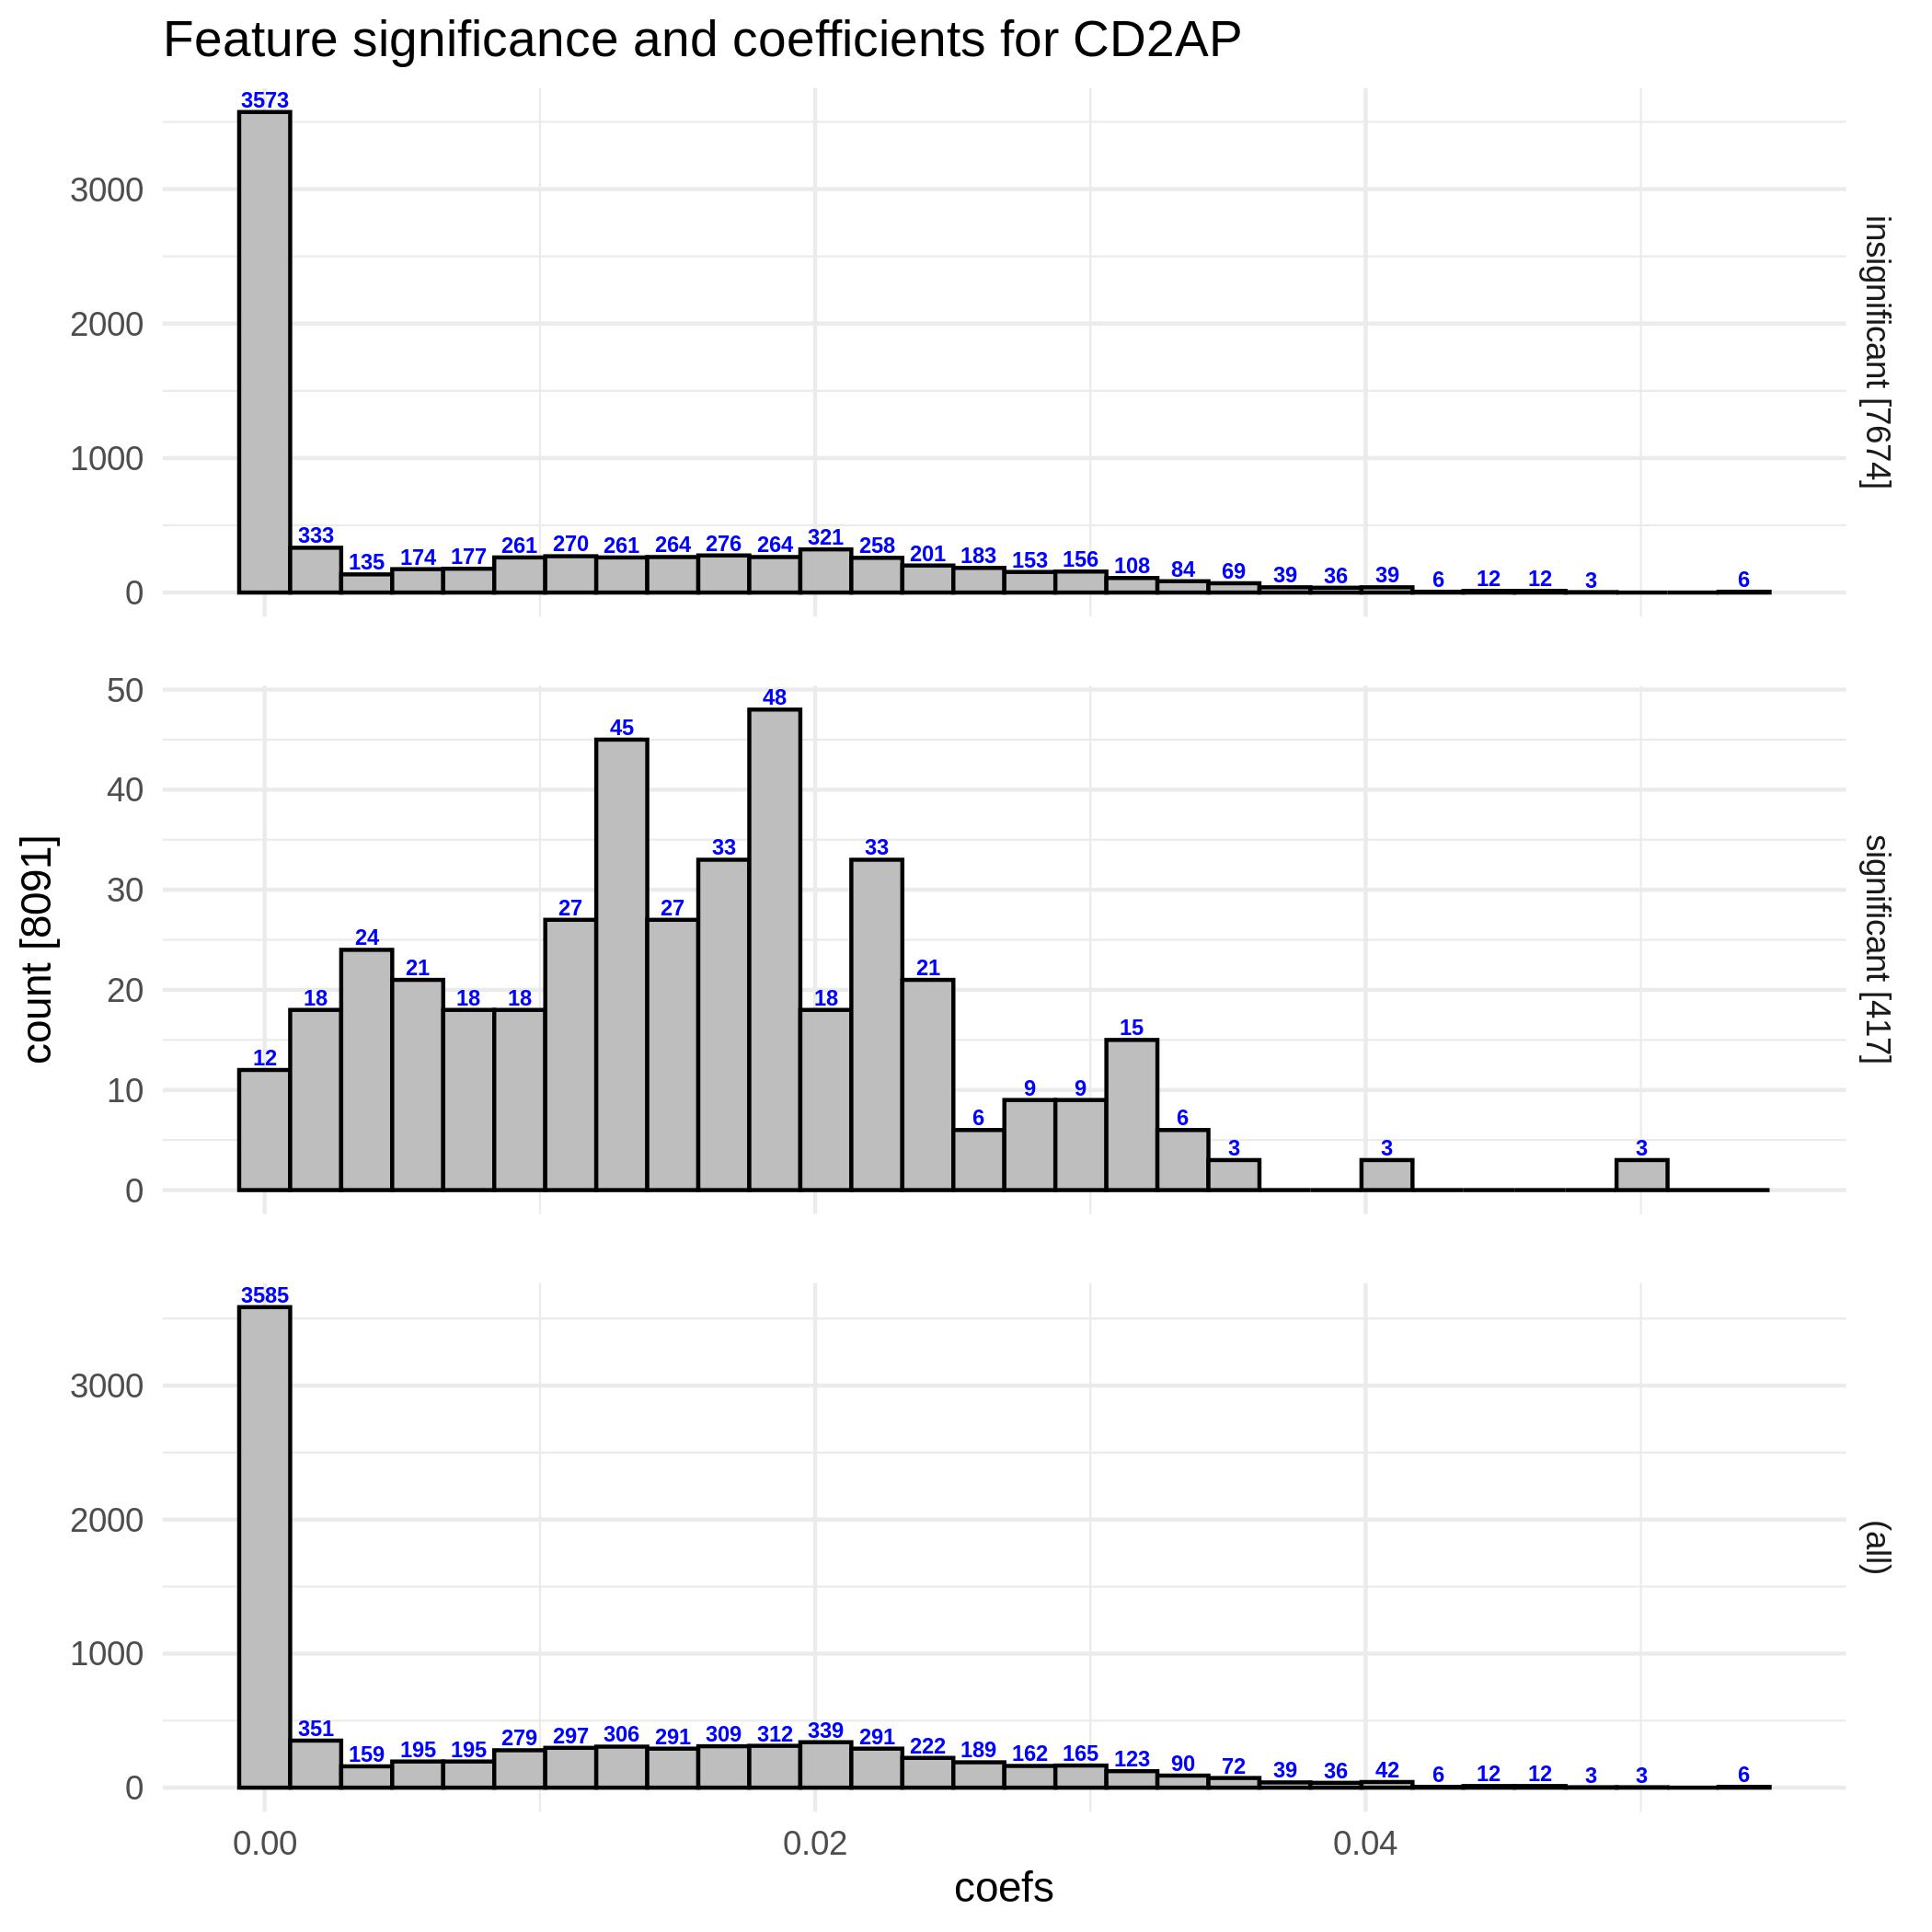 Feature significance and coefficients for CD2AP
3573
333 135 174 177 261 270 261 264 276 264 321 258 201 183 153 156 108 84 69 39 36 39 6 12 12 3 6
3000
2000
1000
0
insignificant [7674]
12 18 24 21 18 18 27 45 27 33 48 18 33 21 6 9 9 15 6 3 3 3
50
40
30
20
10
0
significant [417]
count [8091]
3585
351 159 195 195 279 297 306 291 309 312 339 291 222 189 162 165 123 90 72 39 36 42 6 12 12 3 3 6
3000
2000
1000
0
(all)
0.00 0.02 0.04
coefs